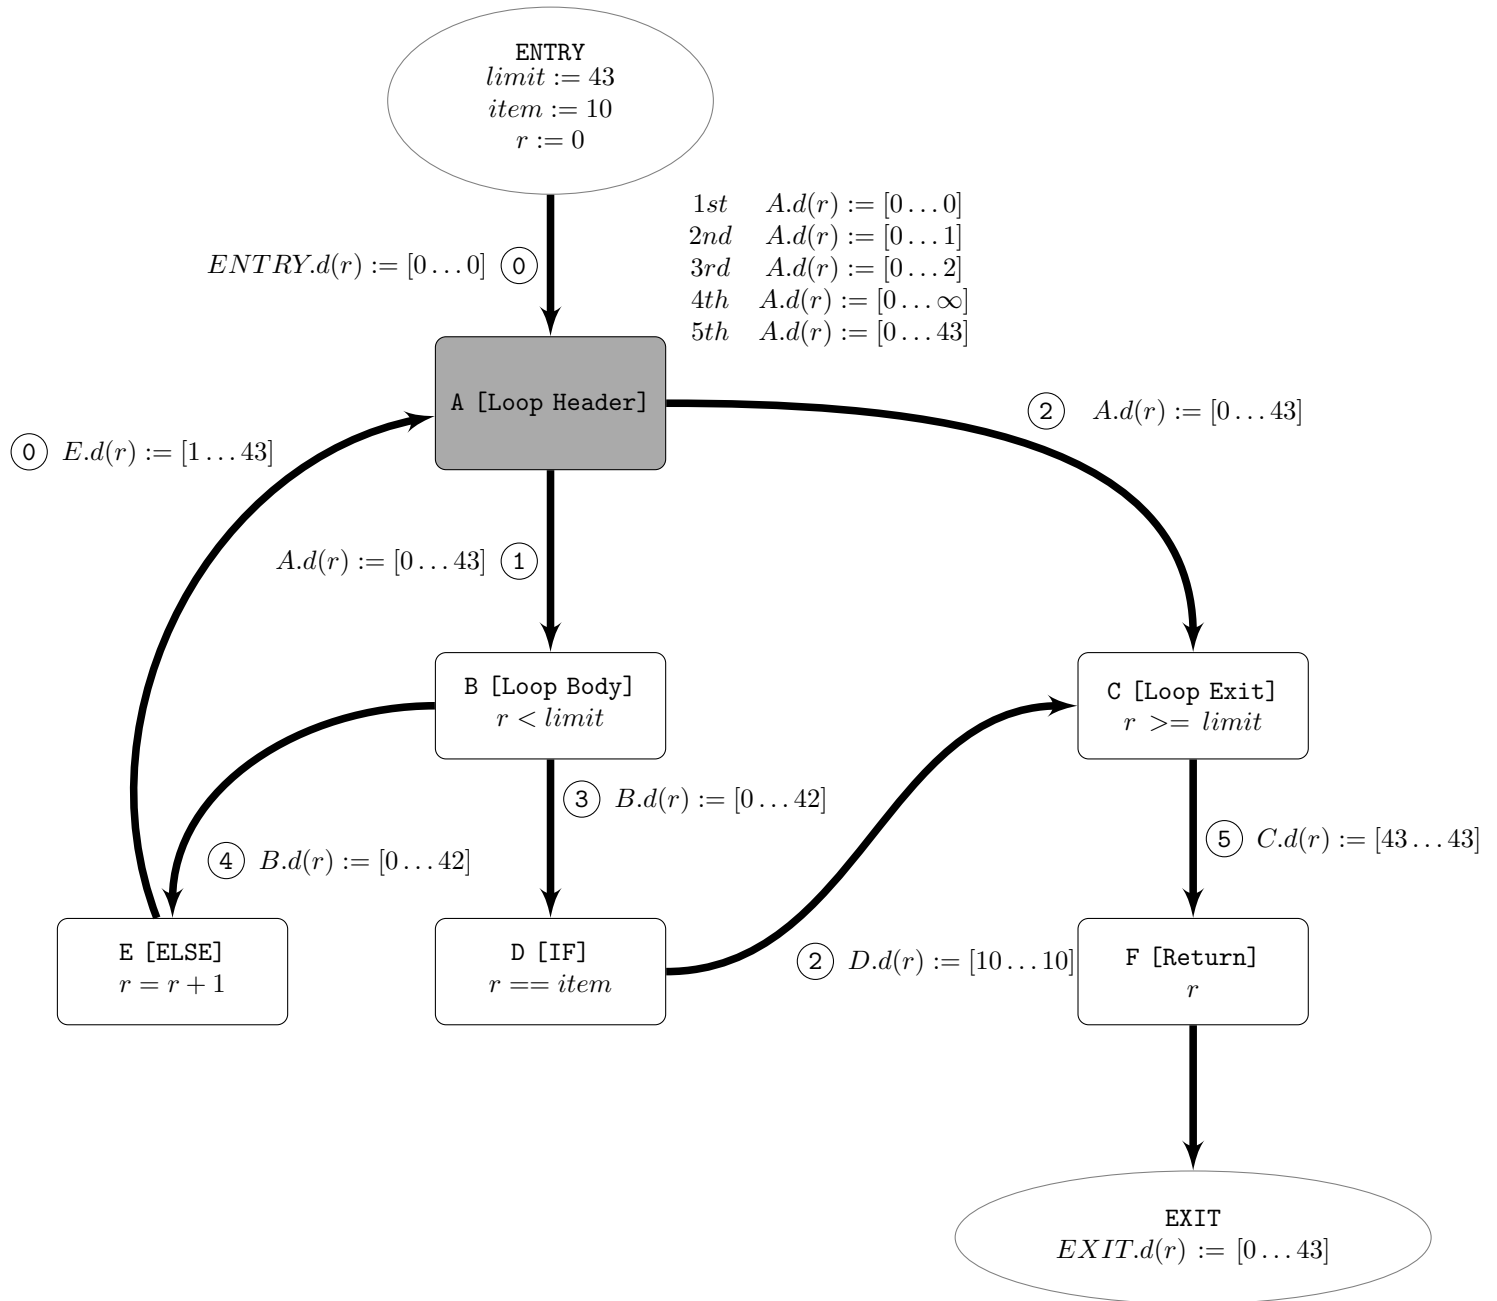 ENTRY
limit := 43
item := 10
r := 0
1st A.d(r) := [0...0]
2nd A.d(r) := [0...1]
3rd A.d(r) := [0...2]
4th A.d(r) := [0...∞]
5th A.d(r) := [0...43]
ENTRY.d(r) := [0...0] 0
A [Loop Header]
2 A.d(r) := [0...43]
0 E.d(r) := [1...43]
A.d(r) := [0...43] 1
B [Loop Body]
r < limit
C [Loop Exit]
r >= limit
3 B.d(r) := [0...42]
5 C.d(r) := [43...43]
4 B.d(r) := [0...42]
E [ELSE]
r = r + 1
D [IF]
r == item
2 D.d(r) := [10...10]
F [Return]
r
EXIT
EXIT.d(r) := [0...43]